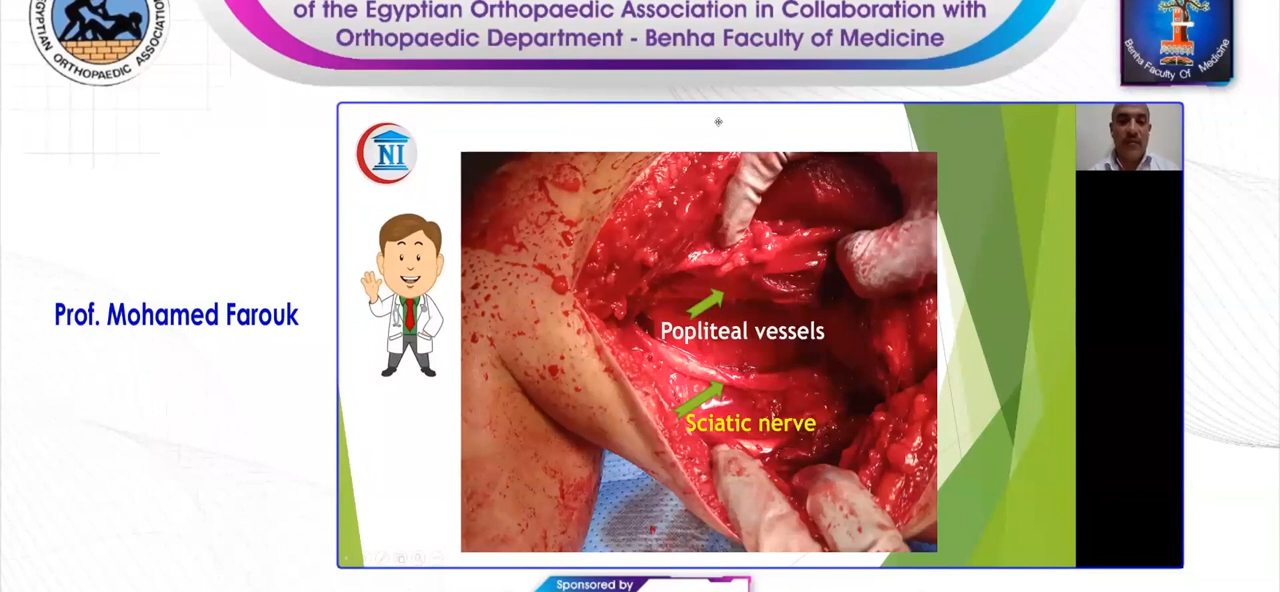 of the Egyptian Orthopaedic Association in Collaboration with
Orthopaedic Department - Benha Faculty of Medicine
EGYPTIAN ORTHOPAEDIC ASSOCIATION
Benha Faculty Of Medicine
NI
Prof. Mohamed Farouk
Popliteal vessels
Sciatic nerve
Sponsored by